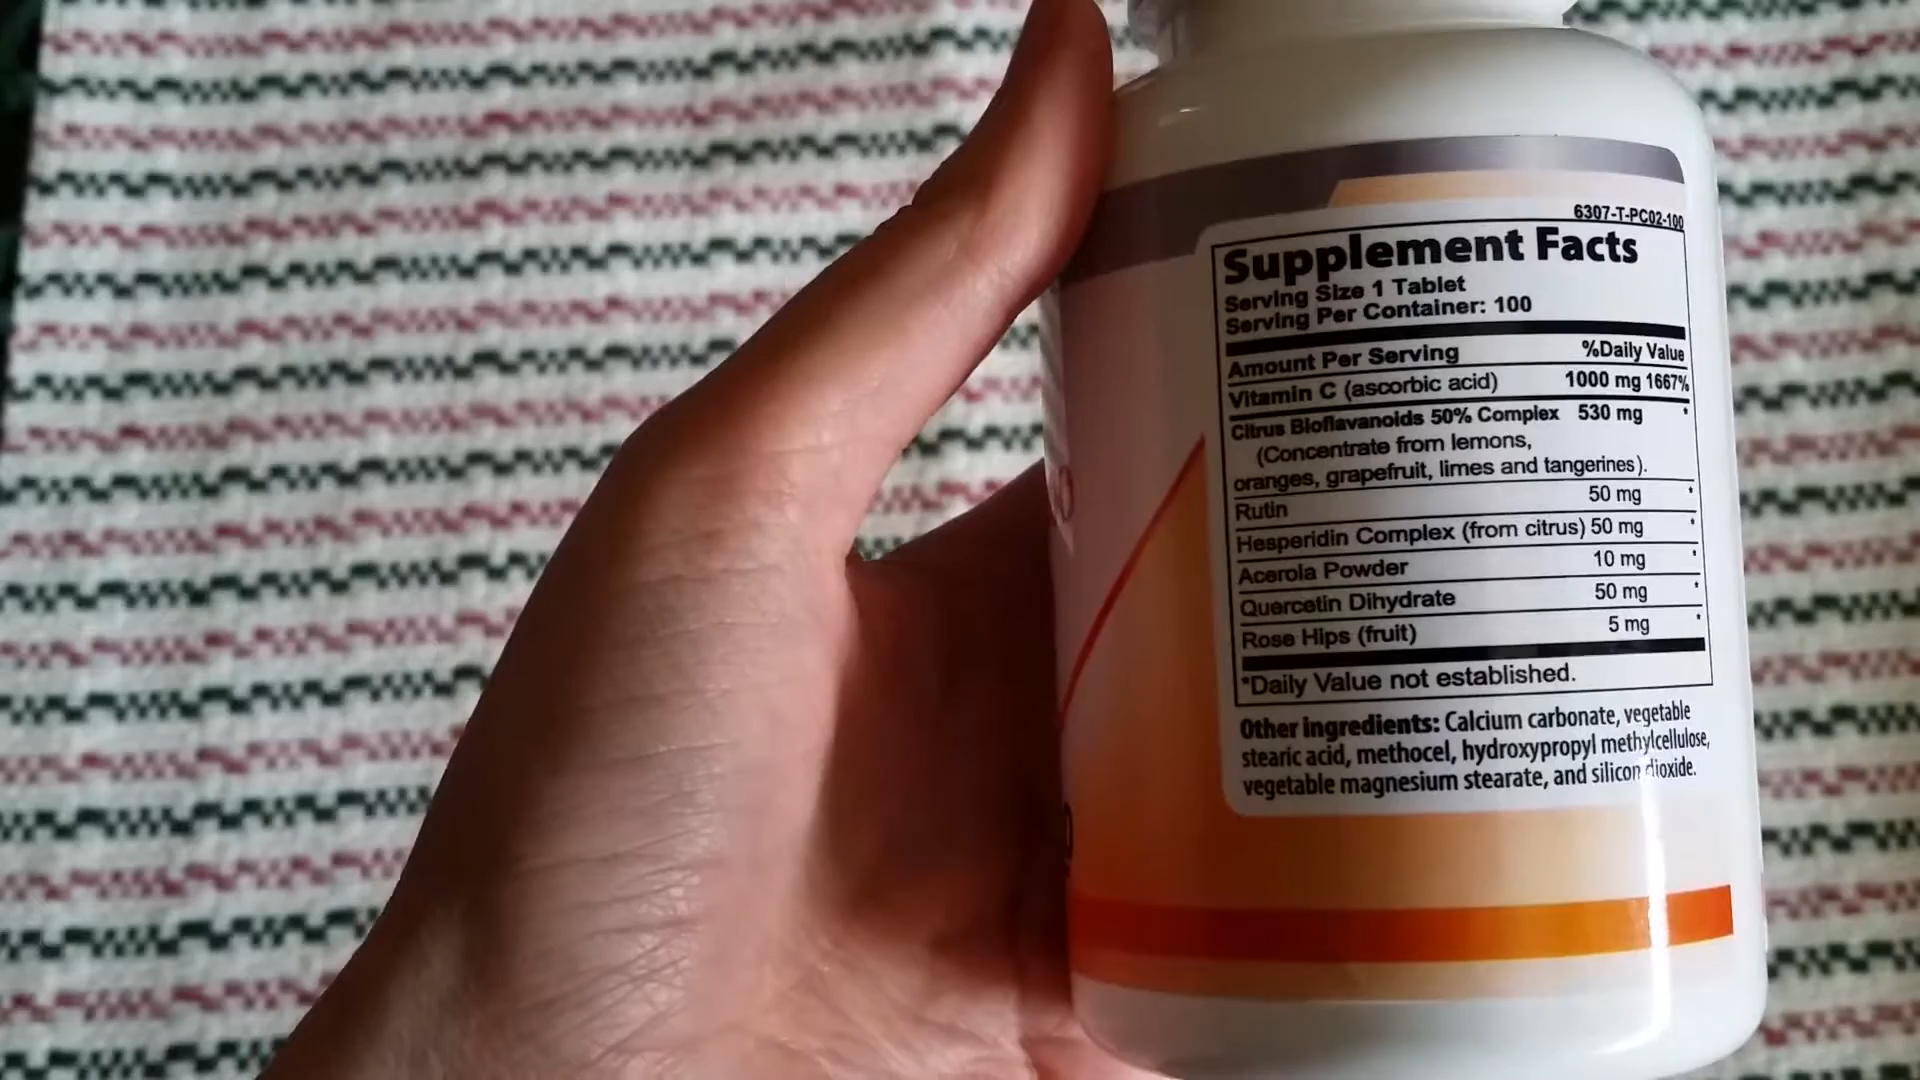 6307-T-PC02-100
Supplement Facts
Serving Size 1 Tablet
Serving Per Container: 100
Amount Per Serving %Daily Value
Vitamin C (ascorbic acid) 1000 mg 1667%
Citrus Bioflavanoids 50% Complex 530 mg *
(Concentrate from lemons,
oranges, grapefruit, limes and tangerines).
Rutin 50 mg *
Hesperidin Complex (from citrus) 50 mg *
Acerola Powder 10 mg *
Quercetin Dihydrate 50 mg *
Rose Hips (fruit) 5 mg *
*Daily Value not established.
Other ingredients: Calcium carbonate, vegetable
stearic acid, methocel, hydroxypropyl methylcellulose,
vegetable magnesium stearate, and silicon dioxide.